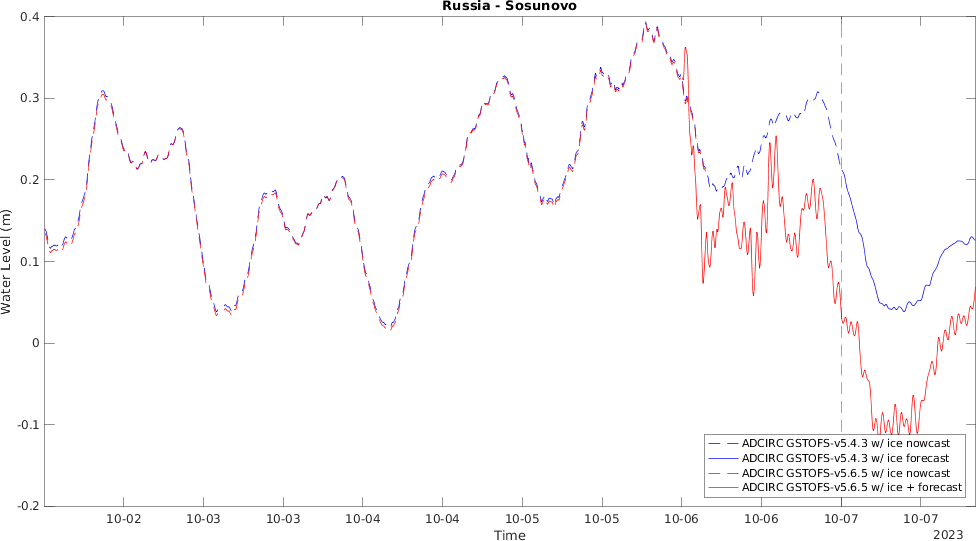 Russia - Sosunovo
0.4
0.3
0.2
0.1
0
-0.1
-0.2
Water Level (m)
ADCIRC GSTOFS-v5.4.3 w/ ice nowcast
ADCIRC GSTOFS-v5.4.3 w/ ice forecast
ADCIRC GSTOFS-v5.6.5 w/ ice nowcast
ADCIRC GSTOFS-v5.6.5 w/ ice + forecast
10-02 10-03 10-03 10-04 10-04 10-05 10-05 10-06 10-06 10-07 10-07
Time
2023